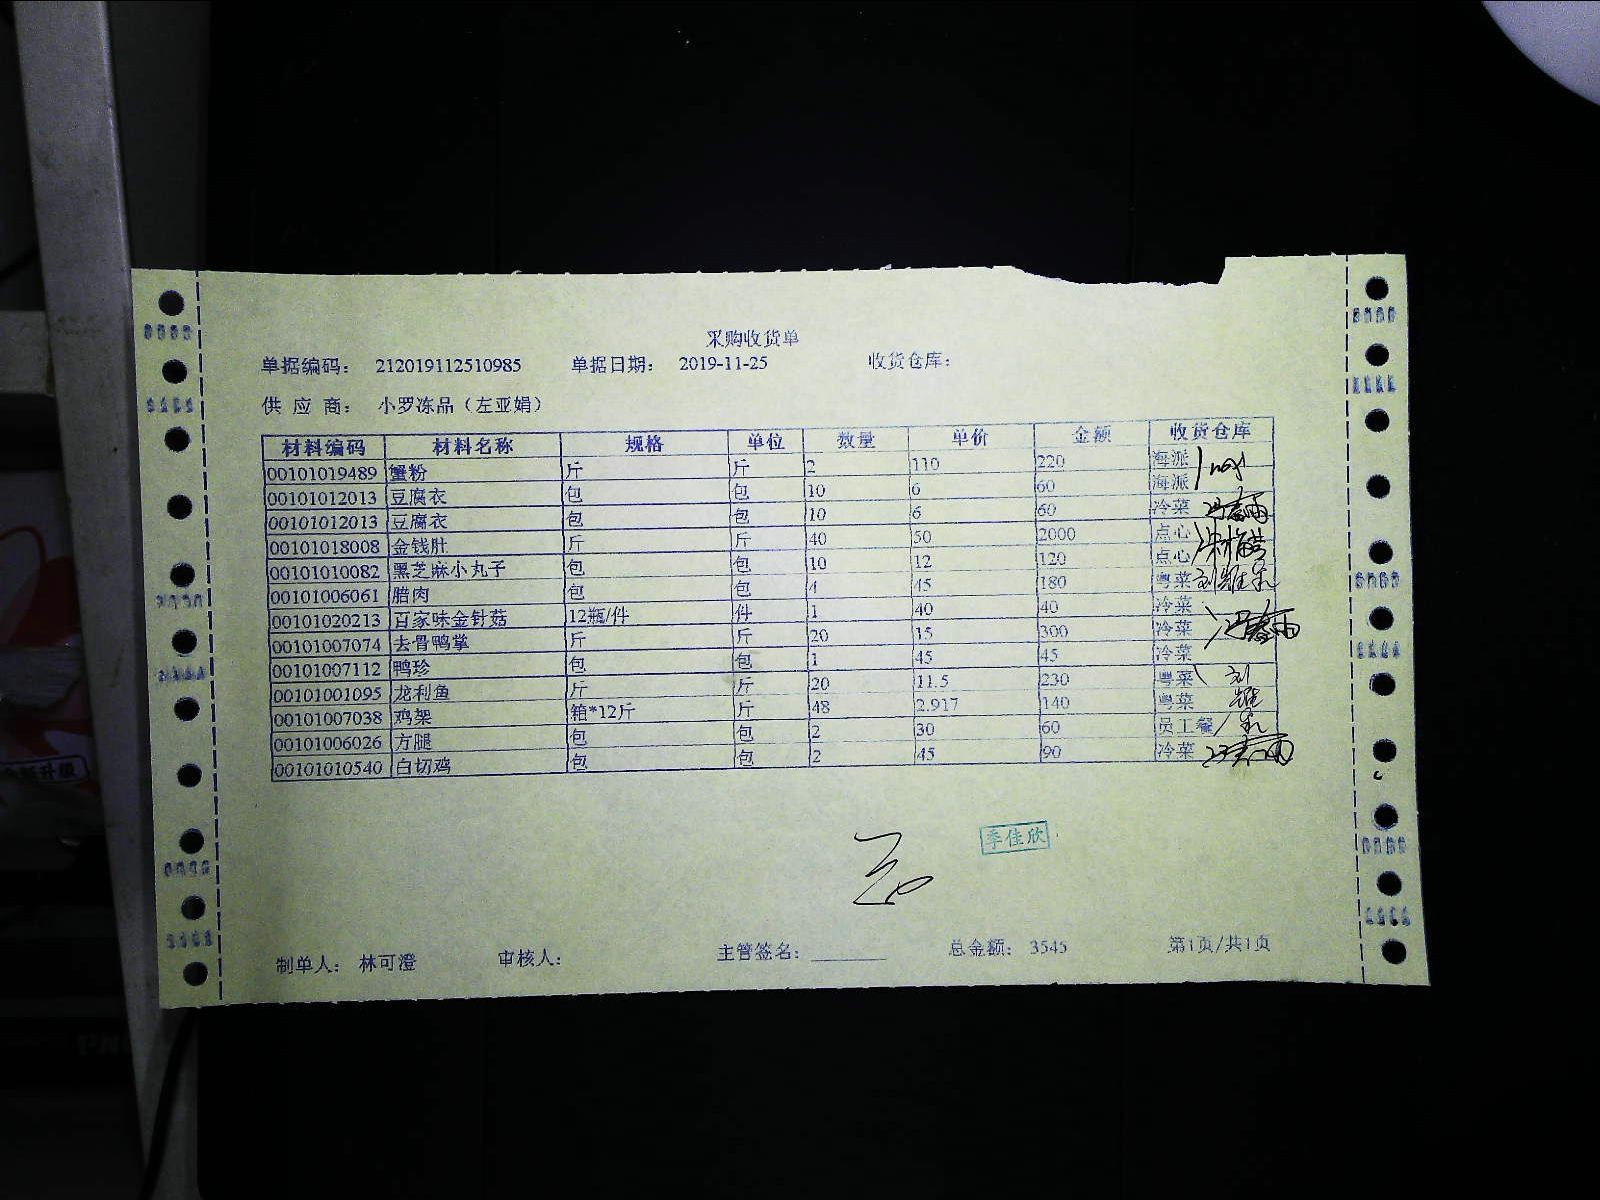 采购收货单
单据编码： 212019112510985 单据日期： 2019-11-25 收货仓库：
供 应 商： 小罗冻品（左亚娟）
材料编码 材料名称 规格 单位 数量 单价 金额 收货仓库
00101019489 蟹粉 斤 斤 2 110 220 海派
00101012013 豆腐衣 包 包 10 6 60 海派
00101012013 豆腐衣 包 包 10 6 60 冷菜
00101018008 金钱肚 斤 斤 40 50 2000 点心
00101010082 黑芝麻小丸子 包 包 10 12 120 点心
00101006061 腊肉 包 包 4 45 180 粤菜
00101020213 百家味金针菇 12瓶/件 件 1 40 40 冷菜
00101007074 去骨鸭掌 斤 斤 20 15 300 冷菜
00101007112 鸭珍 包 包 1 45 45 冷菜
00101001095 龙利鱼 斤 斤 20 11.5 230 粤菜
00101007038 鸡架 箱*12斤 斤 48 2.917 140 粤菜
00101006026 方腿 包 包 2 30 60 员工餐
00101010540 白切鸡 包 包 2 45 90 冷菜
季佳欣
制单人： 林可澄 审核人： 主管签名： 总金额： 3545 第1页/共1页